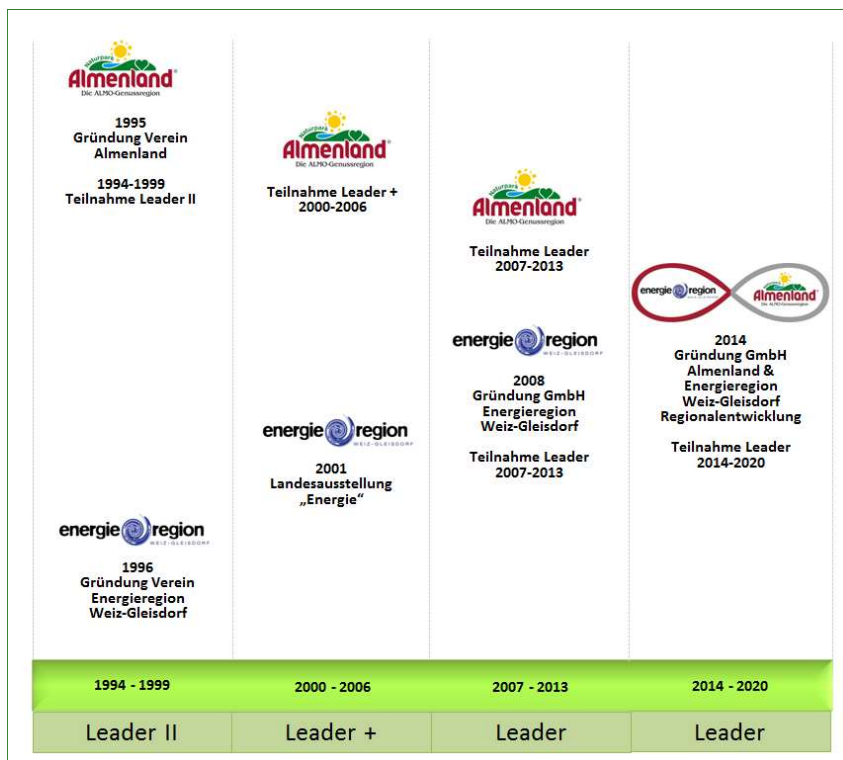 Naturpark
Almenland®
Die ALMO-Genussregion
1995
Gründung Verein
Almenland
1994-1999
Teilnahme Leader II
energie region
WEIZ-GLEISDORF
1996
Gründung Verein
Energieregion
Weiz-Gleisdorf
Naturpark
Almenland®
Die ALMO-Genussregion
Teilnahme Leader +
2000-2006
energie region
WEIZ-GLEISDORF
2001
Landesausstellung
„Energie“
Naturpark
Almenland®
Die ALMO-Genussregion
Teilnahme Leader
2007-2013
energie region
WEIZ-GLEISDORF
2008
Gründung GmbH
Energieregion
Weiz-Gleisdorf
Teilnahme Leader
2007-2013
energie region
WEIZ-GLEISDORF
Almenland
Die ALMO-Genussregion
2014
Gründung GmbH
Almenland &
Energieregion
Weiz-Gleisdorf
Regionalentwicklung
Teilnahme Leader
2014-2020
1994 - 1999
2000 - 2006
2007 - 2013
2014 - 2020
Leader II
Leader +
Leader
Leader